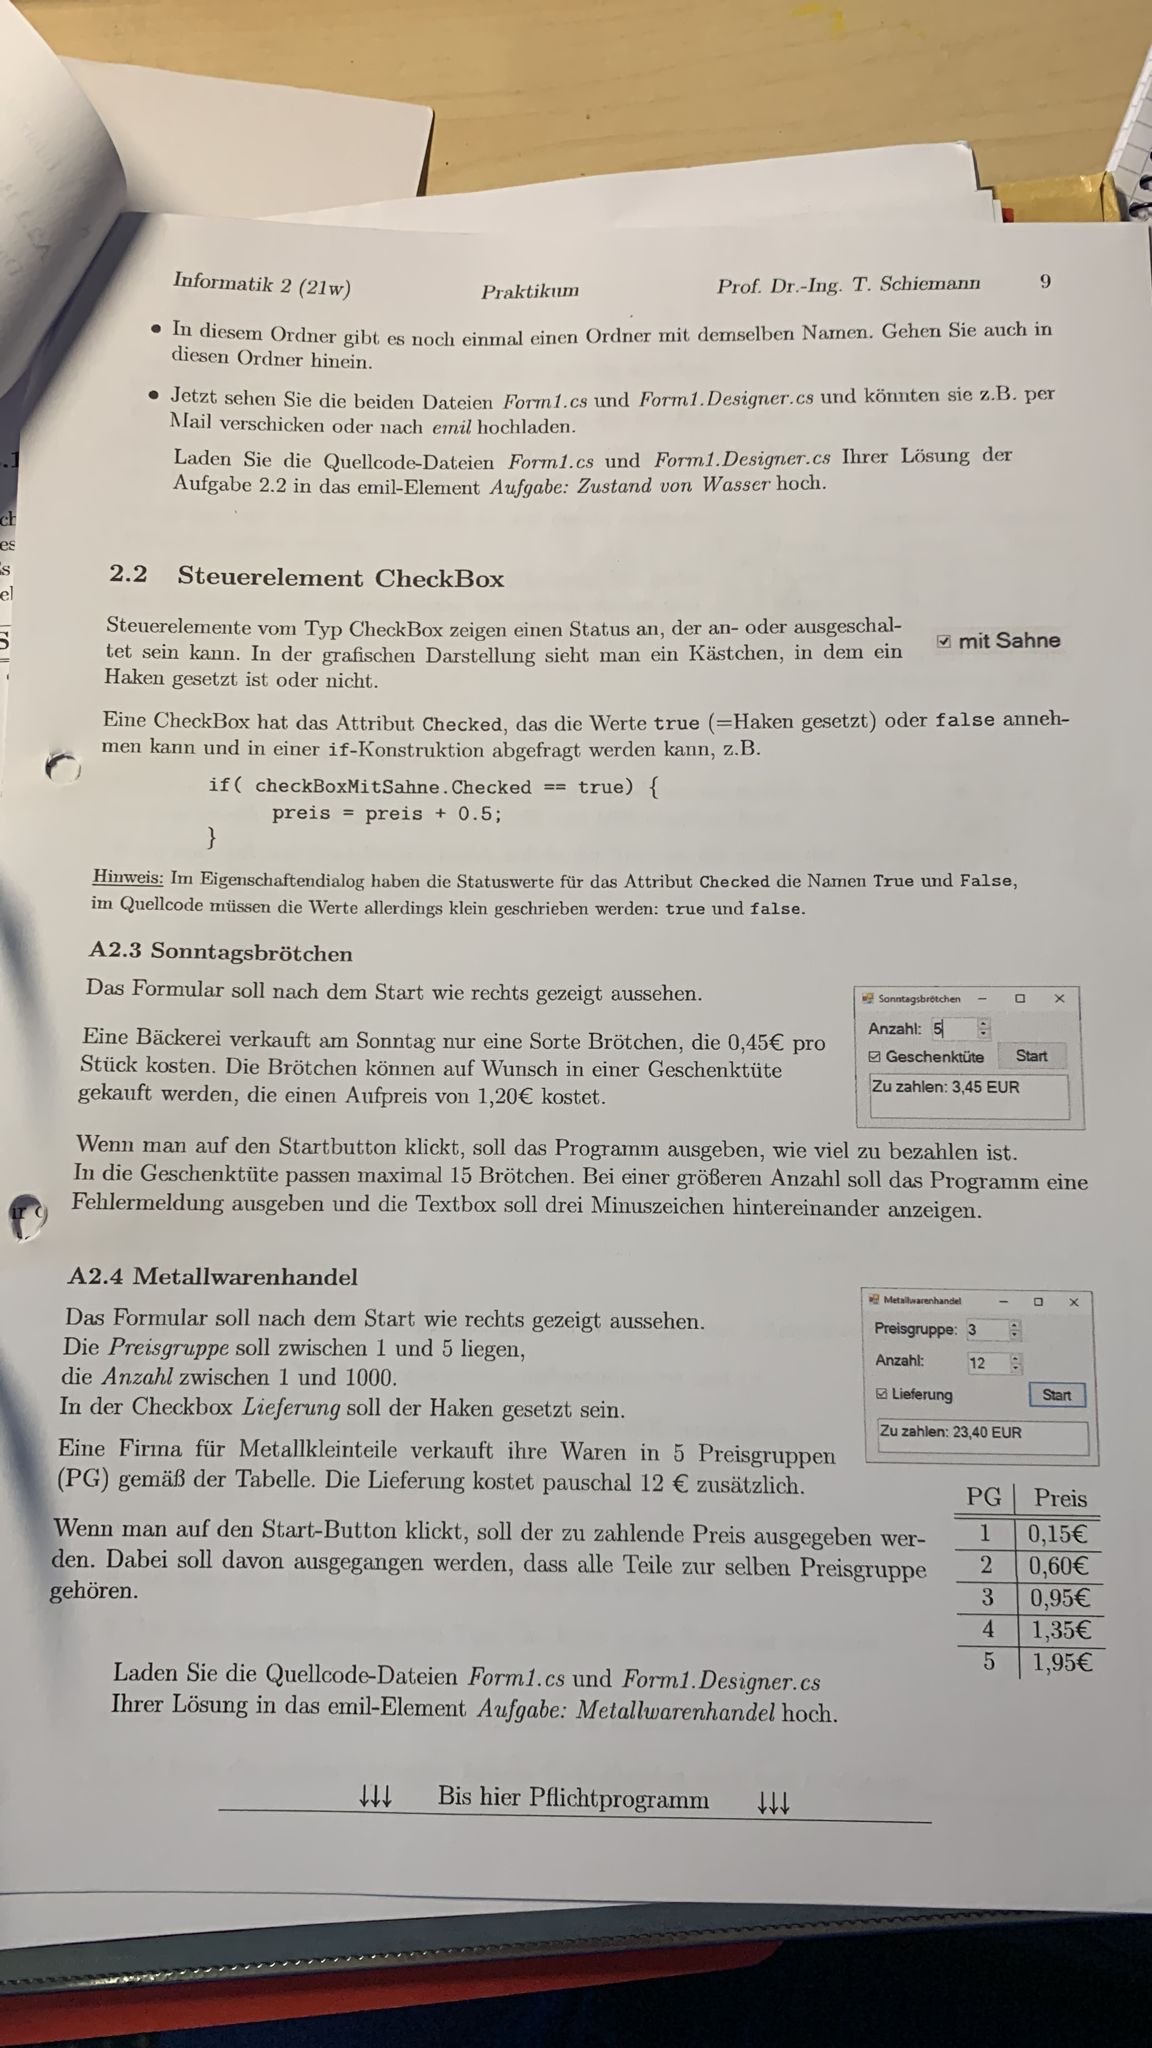 Informatik 2 (21w) Praktikum Prof. Dr.-Ing. T. Schiemann 9
• In diesem Ordner gibt es noch einmal einen Ordner mit demselben Namen. Gehen Sie auch in
diesen Ordner hinein.
• Jetzt sehen Sie die beiden Dateien Form1.cs und Form1.Designer.cs und könnten sie z.B. per
Mail verschicken oder nach emil hochladen.
Laden Sie die Quellcode-Dateien Form1.cs und Form1.Designer.cs Ihrer Lösung der
Aufgabe 2.2 in das emil-Element Aufgabe: Zustand von Wasser hoch.
2.2 Steuerelement CheckBox
Steuerelemente vom Typ CheckBox zeigen einen Status an, der an- oder ausgeschal-
tet sein kann. In der grafischen Darstellung sieht man ein Kästchen, in dem ein
Haken gesetzt ist oder nicht.
mit Sahne
Eine CheckBox hat das Attribut Checked, das die Werte true (=Haken gesetzt) oder false anneh-
men kann und in einer if-Konstruktion abgefragt werden kann, z.B.
if( checkBoxMitSahne.Checked == true) {
preis = preis + 0.5;
}
Hinweis: Im Eigenschaftendialog haben die Statuswerte für das Attribut Checked die Namen True und False,
im Quellcode müssen die Werte allerdings klein geschrieben werden: true und false.
A2.3 Sonntagsbrötchen
Das Formular soll nach dem Start wie rechts gezeigt aussehen.
Eine Bäckerei verkauft am Sonntag nur eine Sorte Brötchen, die 0,45€ pro
Stück kosten. Die Brötchen können auf Wunsch in einer Geschenktüte
gekauft werden, die einen Aufpreis von 1,20€ kostet.
Sonntagsbrötchen
Anzahl: 5
Geschenktüte Start
Zu zahlen: 3,45 EUR
Wenn man auf den Startbutton klickt, soll das Programm ausgeben, wie viel zu bezahlen ist.
In die Geschenktüte passen maximal 15 Brötchen. Bei einer größeren Anzahl soll das Programm eine
Fehlermeldung ausgeben und die Textbox soll drei Minuszeichen hintereinander anzeigen.
A2.4 Metallwarenhandel
Das Formular soll nach dem Start wie rechts gezeigt aussehen.
Die Preisgruppe soll zwischen 1 und 5 liegen,
die Anzahl zwischen 1 und 1000.
In der Checkbox Lieferung soll der Haken gesetzt sein.
Metallwarenhandel
Preisgruppe: 3
Anzahl: 12
Lieferung Start
Zu zahlen: 23,40 EUR
Eine Firma für Metallkleinteile verkauft ihre Waren in 5 Preisgruppen
(PG) gemäß der Tabelle. Die Lieferung kostet pauschal 12 € zusätzlich.
Wenn man auf den Start-Button klickt, soll der zu zahlende Preis ausgegeben wer-
den. Dabei soll davon ausgegangen werden, dass alle Teile zur selben Preisgruppe
gehören.
PG Preis
1 0,15€
2 0,60€
3 0,95€
4 1,35€
5 1,95€
Laden Sie die Quellcode-Dateien Form1.cs und Form1.Designer.cs
Ihrer Lösung in das emil-Element Aufgabe: Metallwarenhandel hoch.
↓↓↓ Bis hier Pflichtprogramm ↓↓↓